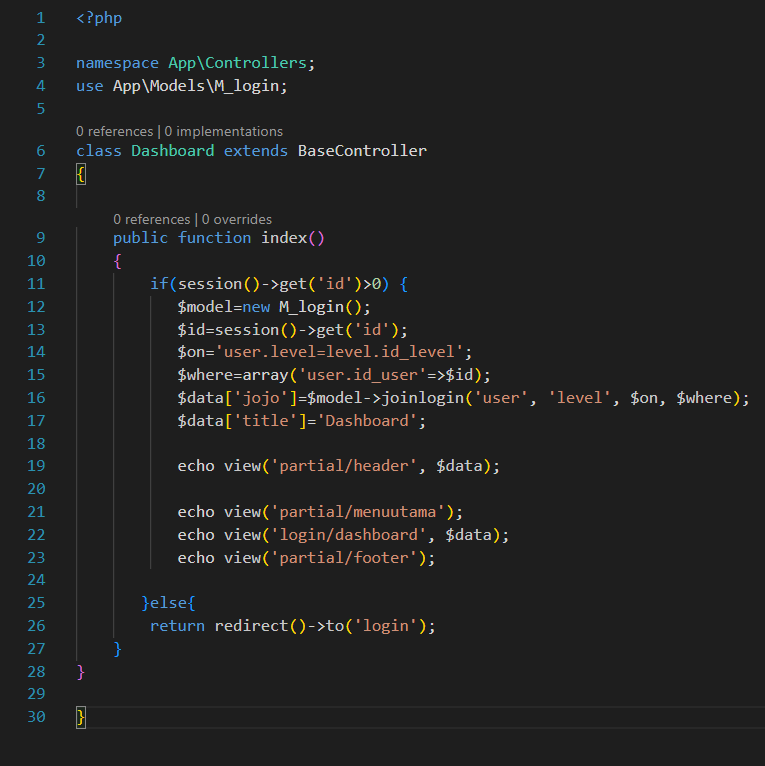 1 <?php
2
3 namespace App\Controllers;
4 use App\Models\M_login;
5
0 references | 0 implementations
6 class Dashboard extends BaseController
7 {
8
0 references | 0 overrides
9 public function index()
10 {
11 if(session()->get('id')>0) {
12 $model=new M_login();
13 $id=session()->get('id');
14 $on='user.level=level.id_level';
15 $where=array('user.id_user'=>$id);
16 $data['jojo']=$model->joinlogin('user', 'level', $on, $where);
17 $data['title']='Dashboard';
18
19 echo view('partial/header', $data);
20
21 echo view('partial/menuutama');
22 echo view('login/dashboard', $data);
23 echo view('partial/footer');
24
25 }else{
26 return redirect()->to('login');
27 }
28 }
29
30 }